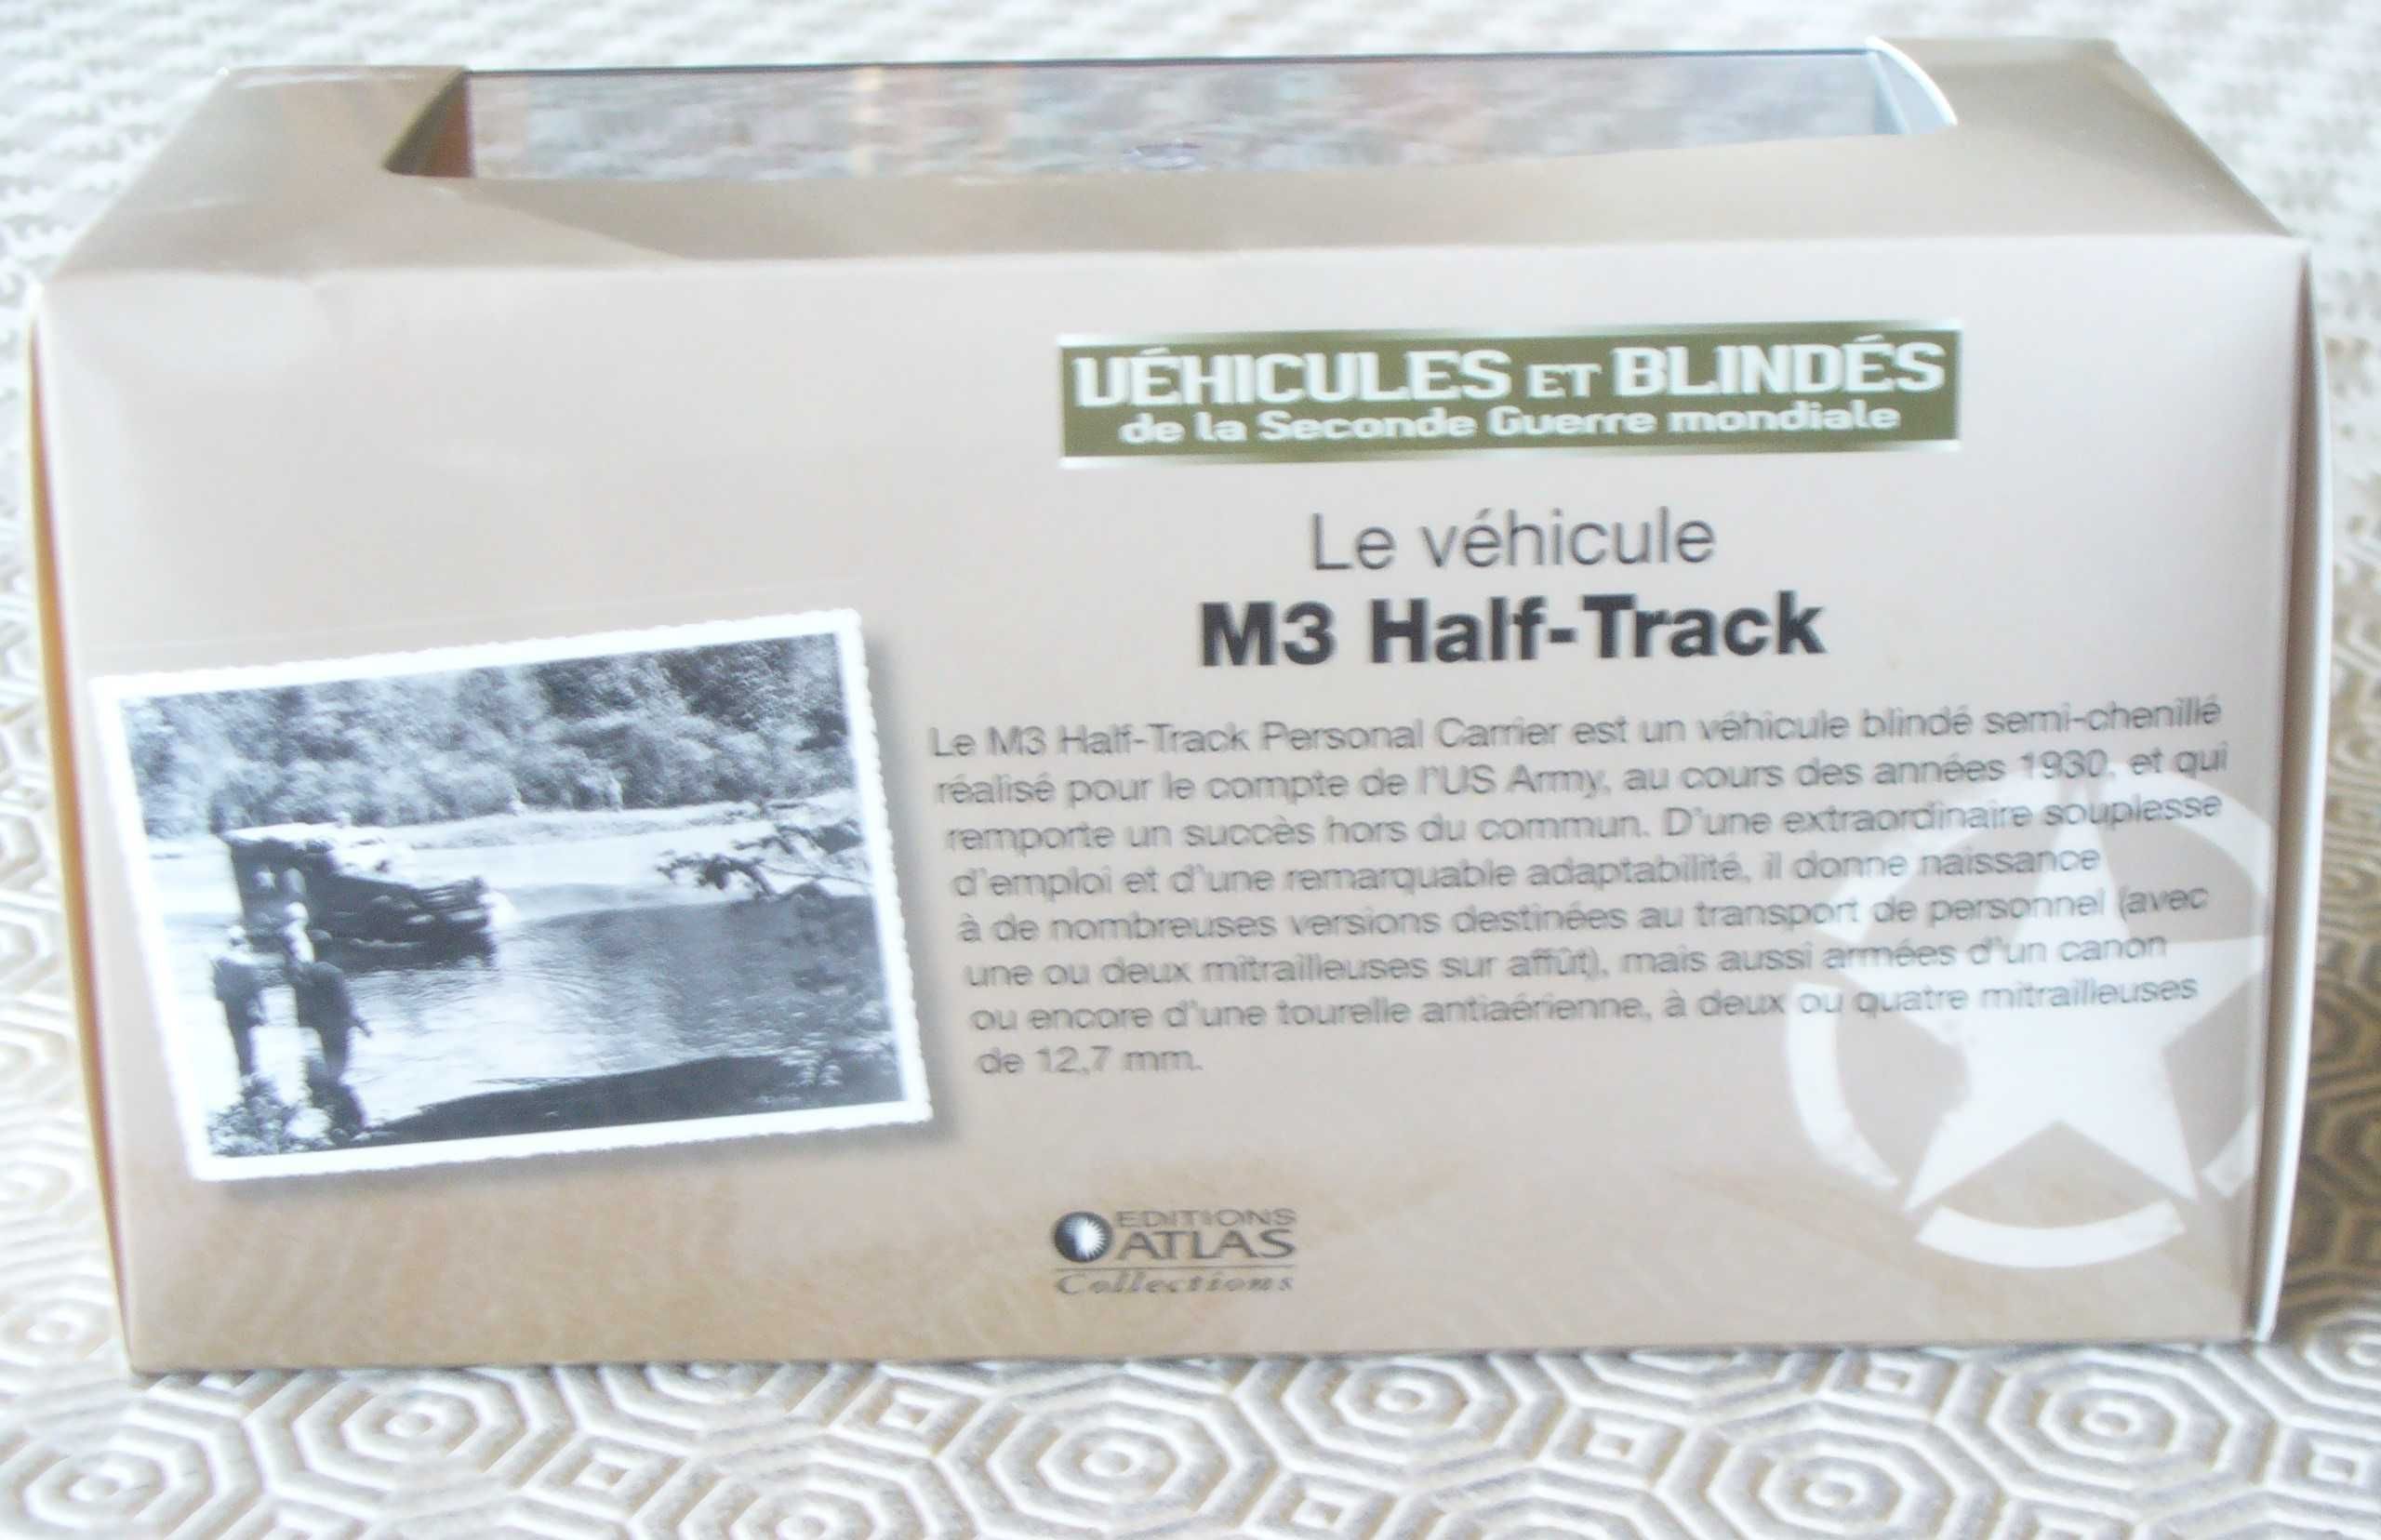 VÉHICULES ET BLINDÉS
de la Seconde Guerre mondiale
Le véhicule
M3 Half-Track
Le M3 Half-Track Personal Carrier est un véhicule blindé semi-chenillé
réalisé pour le compte de l'US Army, au cours des années 1930, et qui
remporte un succès hors du commun. D'une extraordinaire souplesse
d'emploi et d'une remarquable adaptabilité, il donne naissance
à de nombreuses versions destinées au transport de personnel (avec
une ou deux mitrailleuses sur affût), mais aussi armées d'un canon
ou encore d'une tourelle antiaérienne, à deux ou quatre mitrailleuses
de 12,7 mm.
EDITIONS
ATLAS
Collections